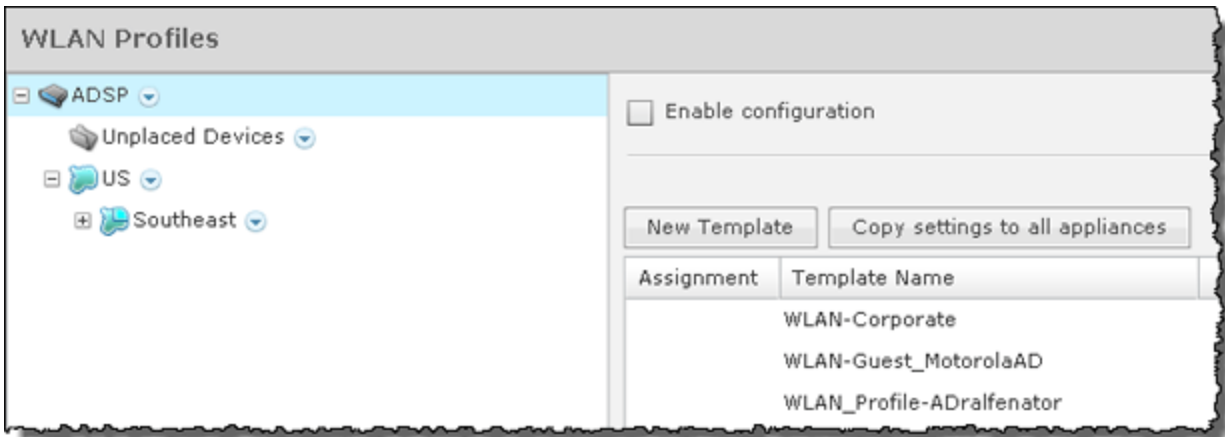 WLAN Profiles
ADSP
Unplaced Devices
US
Southeast
Enable configuration
New Template
Copy settings to all appliances
Assignment
Template Name
WLAN-Corporate
WLAN-Guest_MotorolaAD
WLAN_Profile-ADralfenator